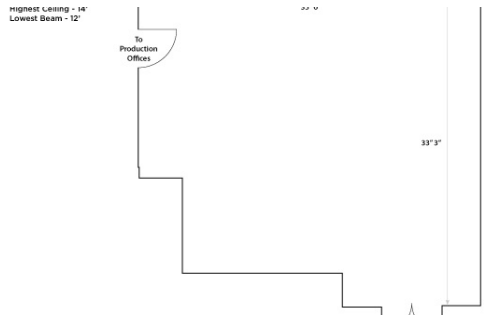 Highest Ceiling - 14'
Lowest Beam - 12'
To
Production
Offices
33"3"